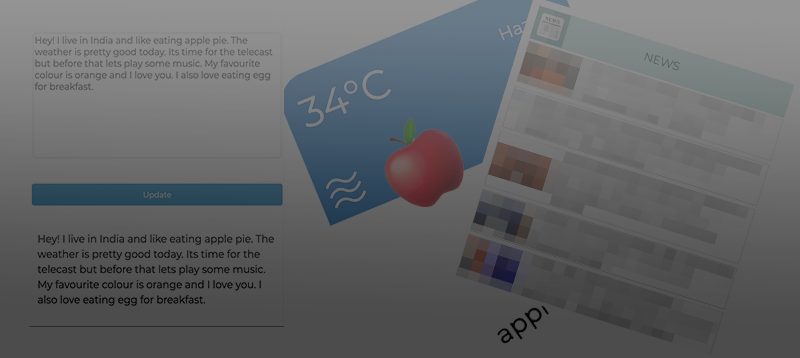 Hey! I live in India and like eating apple pie. The
weather is pretty good today. Its time for the telecast
but before that lets play some music. My favourite
colour is orange and I love you. I also love eating egg
for breakfast.
Update
Hey! I live in India and like eating apple pie. The
weather is pretty good today. Its time for the
telecast but before that lets play some music.
My favourite colour is orange and I love you. I
also love eating egg for breakfast.
34°C
Haz
NEWS
NEWS
appl